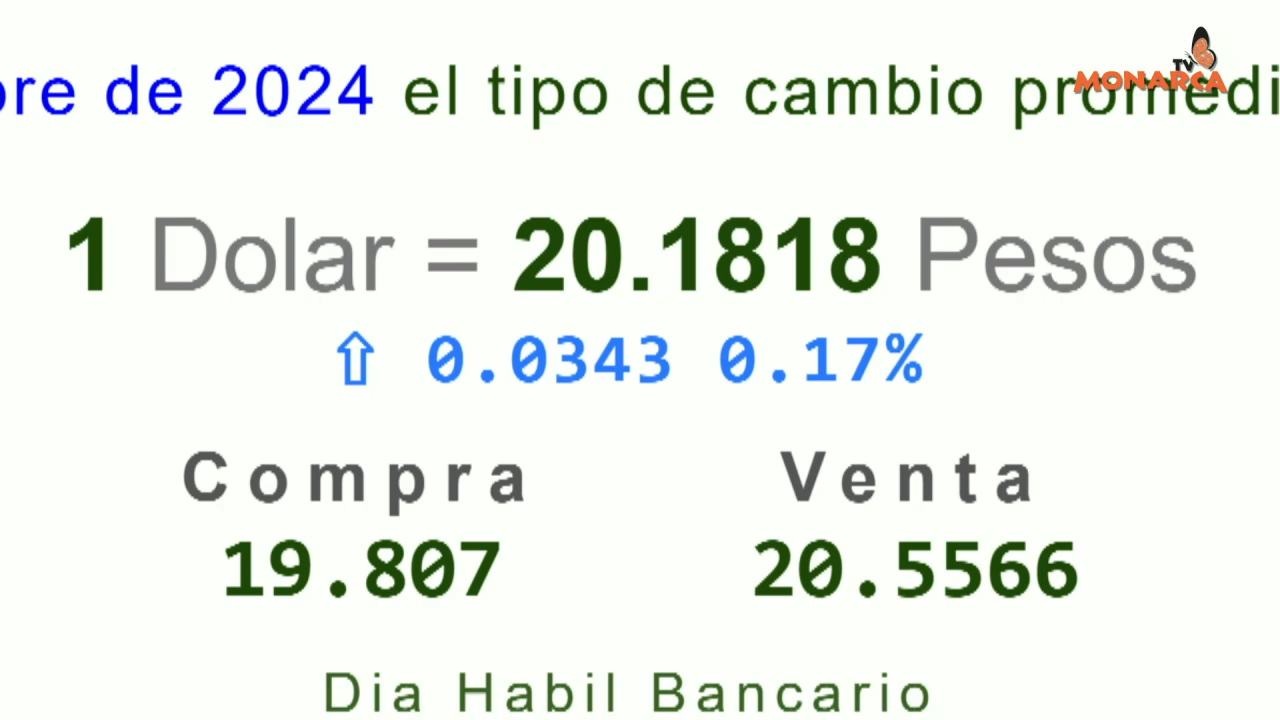 bre de 2024 el tipo de cambio promedi
TV
MONARCA
1 Dolar = 20.1818 Pesos
⇧ 0.0343 0.17%
Compra Venta
19.807 20.5566
Dia Habil Bancario